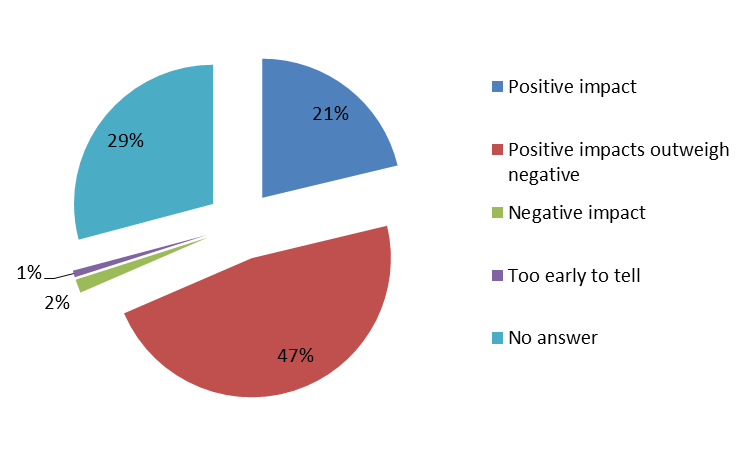 21%
47%
2%
1%
29%
Positive impact
Positive impacts outweigh
negative
Negative impact
Too early to tell
No answer